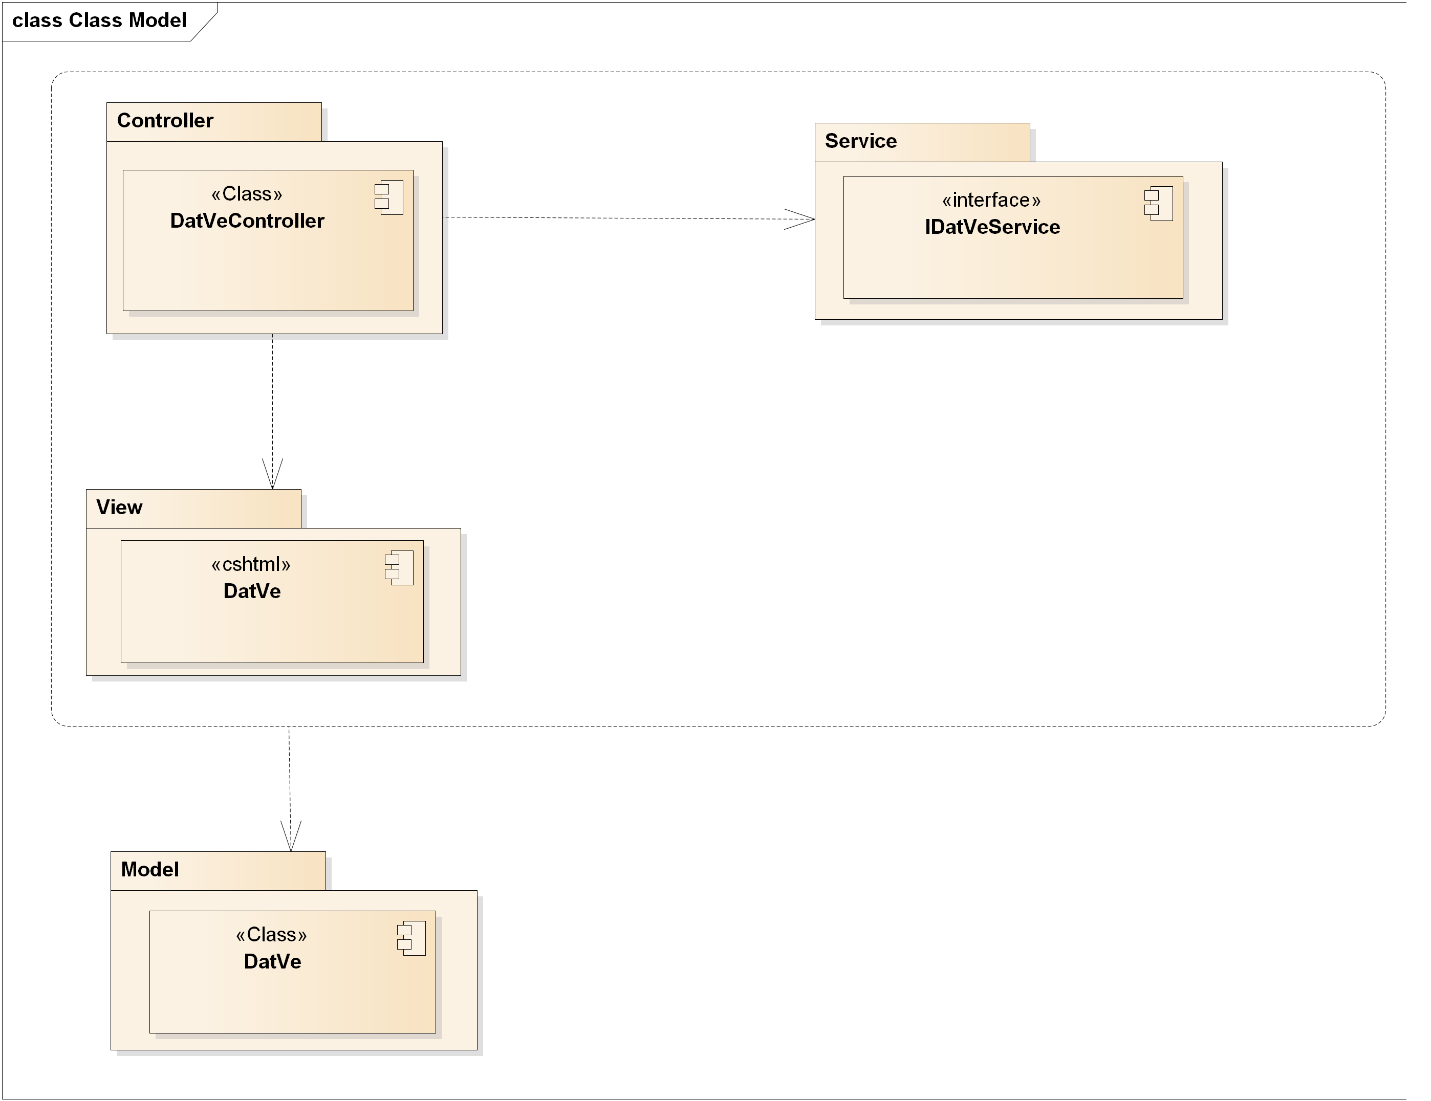 class Class Model
Controller
«Class»
DatVeController
Service
«interface»
IDatVeService
View
«cshtml»
DatVe
Model
«Class»
DatVe